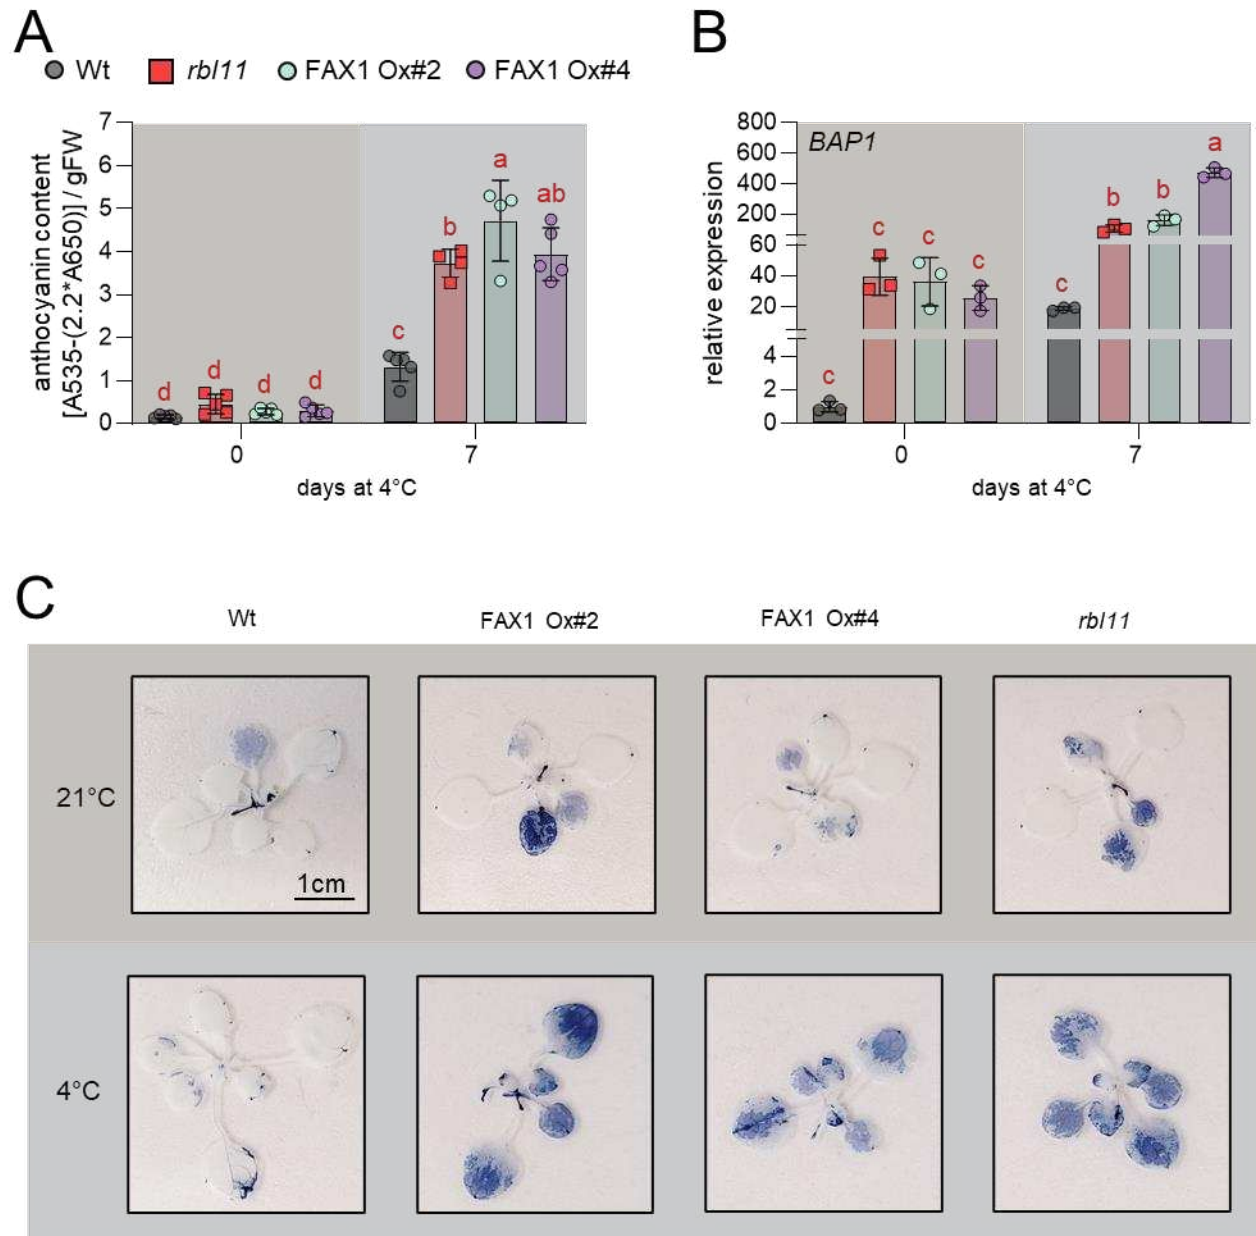 A
B
Wt rbl11 FAX1 Ox#2 FAX1 Ox#4
anthocyanin content
[A535-(2.2*A650)] / gFW
7
6
5
4
3
2
1
0
d
d
d
d
c
b
a
ab
0
7
days at 4°C
relative expression
800
600
400
200
60
40
20
4
2
0
BAP1
c
c
c
c
c
b
b
a
0
7
days at 4°C
C
Wt
FAX1 Ox#2
FAX1 Ox#4
rbl11
21°C
1cm
4°C